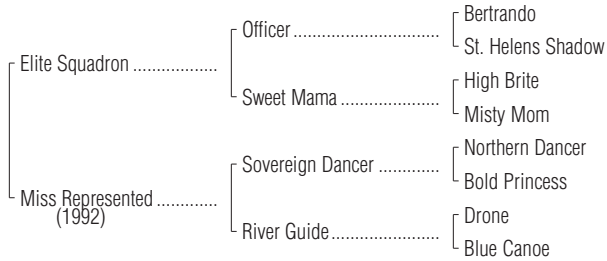 Bertrando
Officer ..................................
St. Helens Shadow
Elite Squadron ...................
High Brite
Sweet Mama ......................
Misty Mom
Northern Dancer
Sovereign Dancer ..............
Bold Princess
Miss Represented ..............
(1992)
Drone
River Guide.........................
Blue Canoe